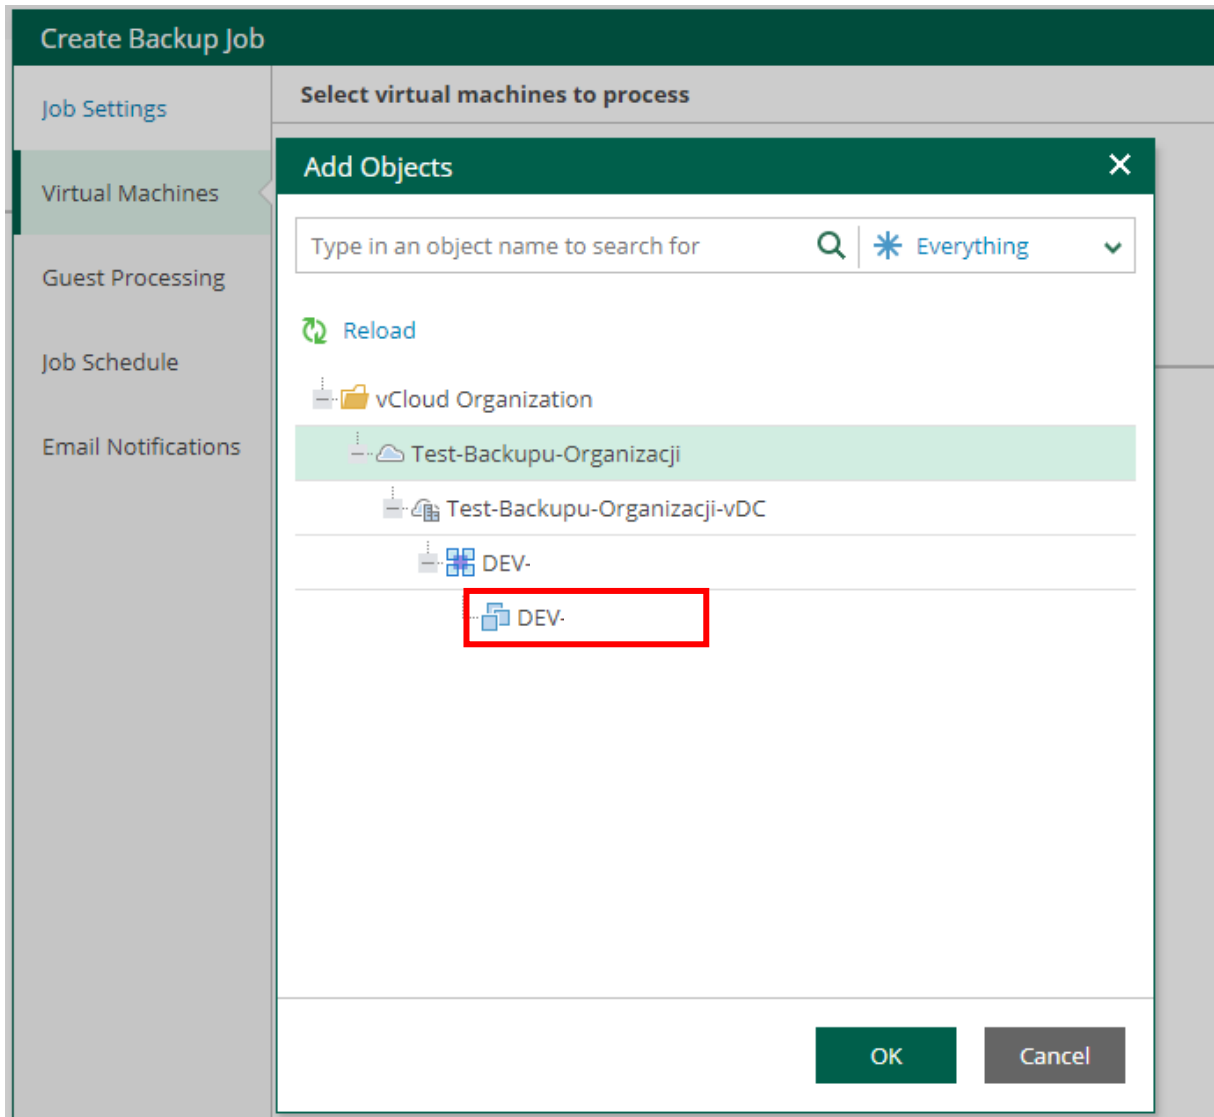 Create Backup Job
Job Settings
Virtual Machines
Guest Processing
Job Schedule
Email Notifications
Select virtual machines to process
Add Objects
Type in an object name to search for
Everything
Reload
vCloud Organization
Test-Backupu-Organizacji
Test-Backupu-Organizacji-vDC
DEV-
DEV-
OK
Cancel